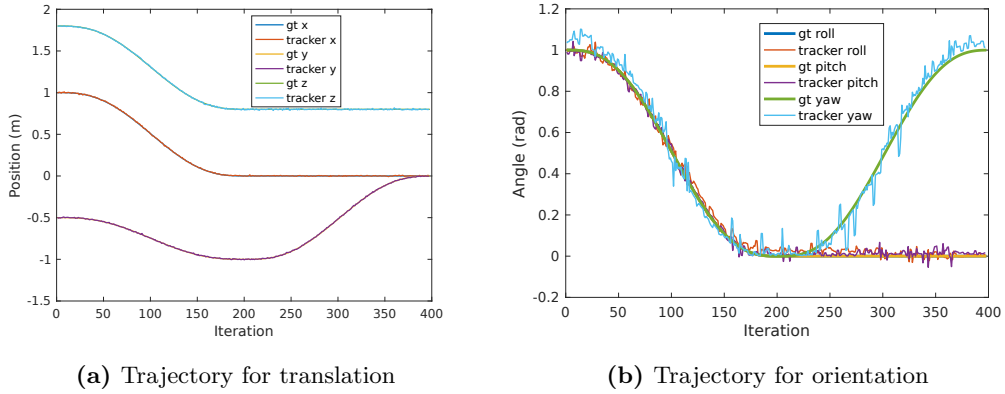 2
1.5
1
0.5
0
-0.5
-1
-1.5
Position (m)
0 50 100 150 200 250 300 350 400
Iteration
gt x
tracker x
gt y
tracker y
gt z
tracker z
(a) Trajectory for translation
1.2
1
0.8
0.6
0.4
0.2
0
-0.2
Angle (rad)
0 50 100 150 200 250 300 350 400
Iteration
gt roll
tracker roll
gt pitch
tracker pitch
gt yaw
tracker yaw
(b) Trajectory for orientation